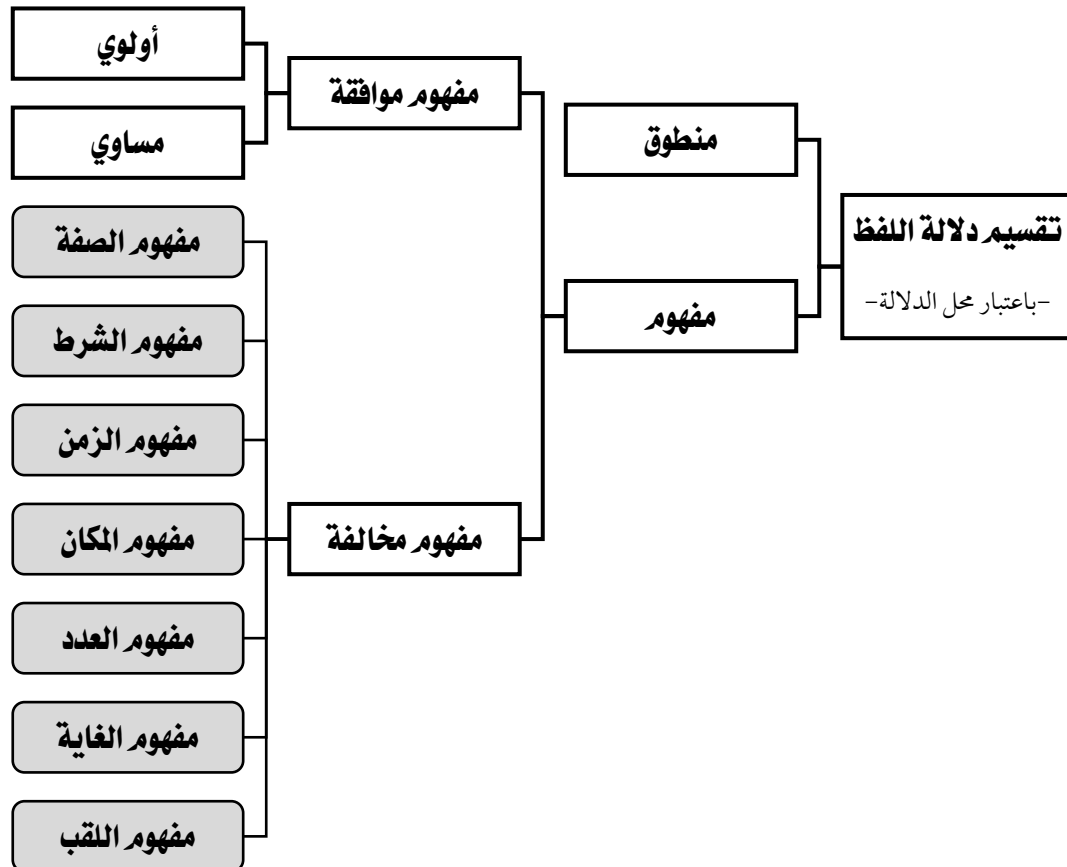 تقسيم دلالة اللفظ
-باعتبار محل الدلالة-
منطوق
مفهوم
مفهوم موافقة
أولوي
مساوي
مفهوم مخالفة
مفهوم الصفة
مفهوم الشرط
مفهوم الزمن
مفهوم المكان
مفهوم العدد
مفهوم الغاية
مفهوم اللقب